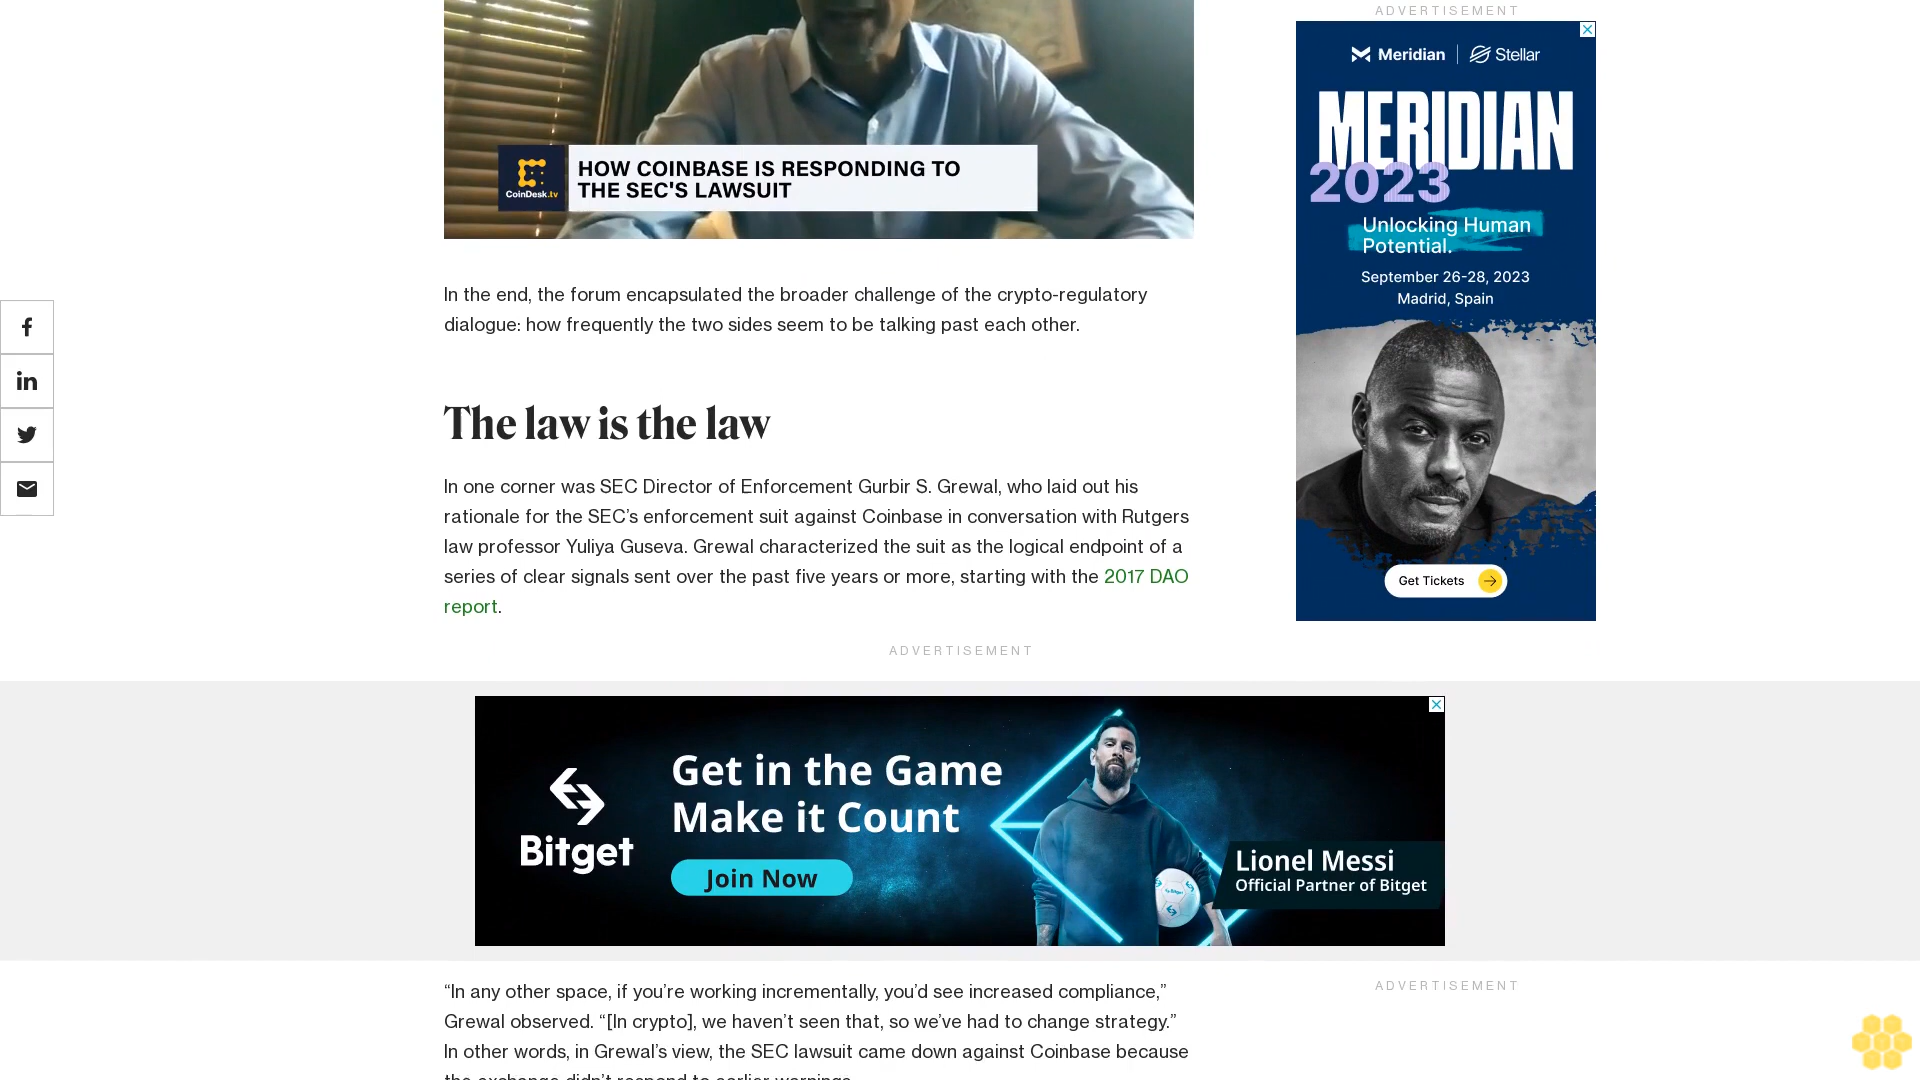 ADVERTISEMENT
Meridian | Stellar
MERIDIAN
2023
Unlocking Human
Potential.
September 26-28, 2023
Madrid, Spain
Get Tickets
CoinDesk.tv
HOW COINBASE IS RESPONDING TO
THE SEC'S LAWSUIT
In the end, the forum encapsulated the broader challenge of the crypto-regulatory
dialogue: how frequently the two sides seem to be talking past each other.
The law is the law
In one corner was SEC Director of Enforcement Gurbir S. Grewal, who laid out his
rationale for the SEC’s enforcement suit against Coinbase in conversation with Rutgers
law professor Yuliya Guseva. Grewal characterized the suit as the logical endpoint of a
series of clear signals sent over the past five years or more, starting with the 2017 DAO
report.
ADVERTISEMENT
Bitget
Get in the Game
Make it Count
Join Now
Lionel Messi
Official Partner of Bitget
“In any other space, if you’re working incrementally, you’d see increased compliance,”
Grewal observed. “[In crypto], we haven’t seen that, so we’ve had to change strategy.”
In other words, in Grewal’s view, the SEC lawsuit came down against Coinbase because
the exchange didn’t respond to earlier warnings.
ADVERTISEMENT